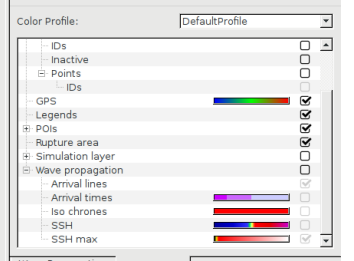 Color Profile: DefaultProfile
IDs
Inactive
Points
IDs
GPS
Legends
POIs
Rupture area
Simulation layer
Wave propagation
Arrival lines
Arrival times
Iso chrones
SSH
SSH max